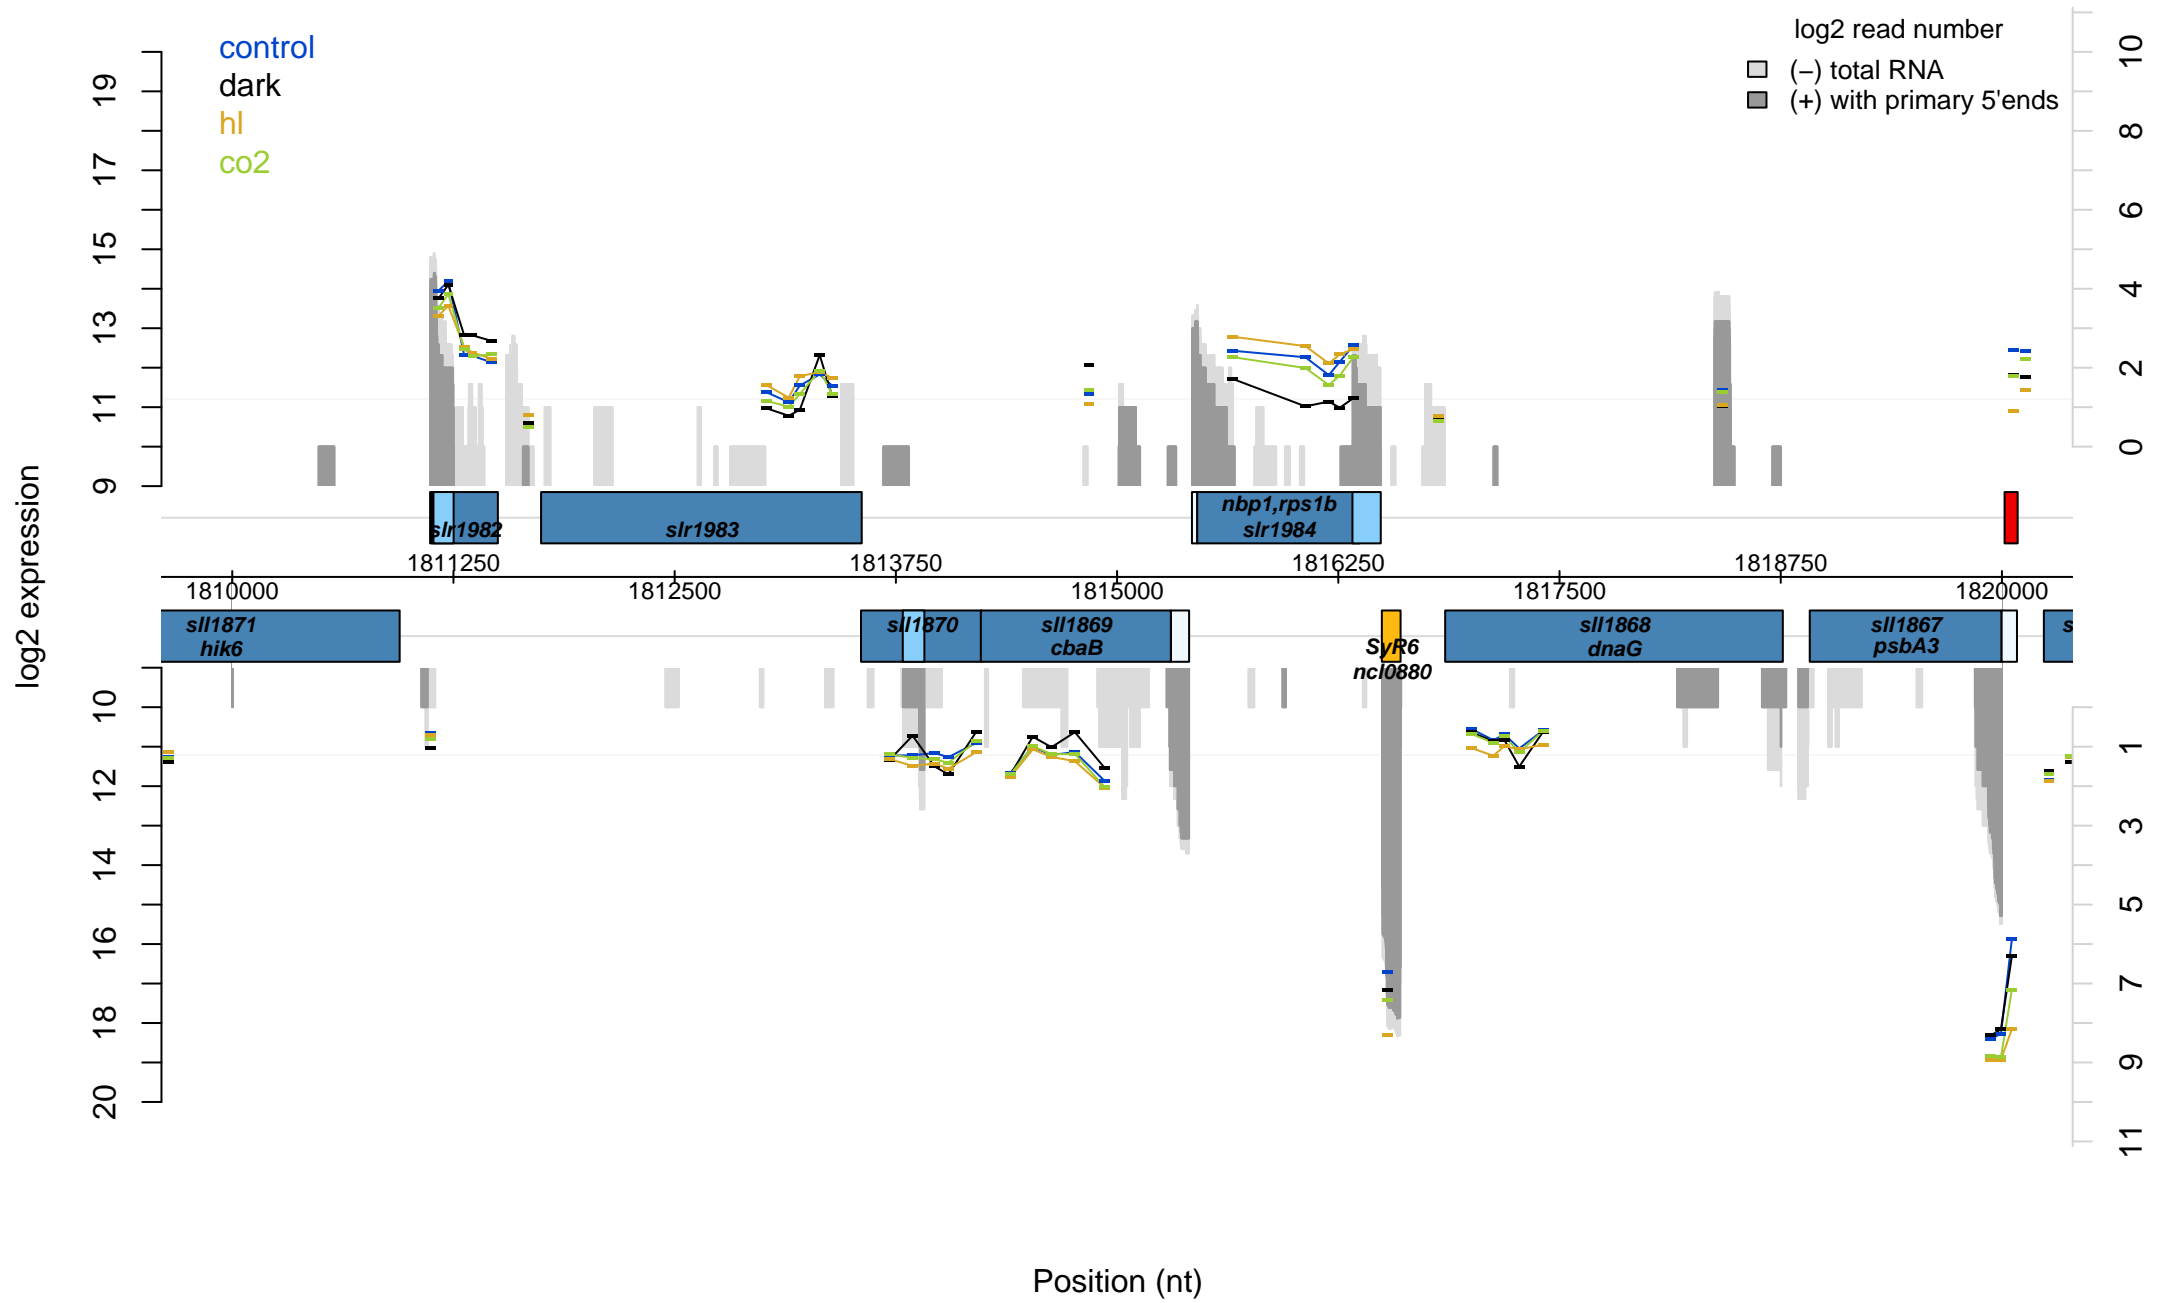 control
dark
hl
co2
log2 read number
(−) total RNA
(+) with primary 5'ends
19
17
15
13
11
9
10
8
6
4
2
0
log2 expression
slr1982
slr1983
nbp1,rps1b
slr1984
1811250
1813750
1816250
1818750
1810000
1812500
1815000
1817500
1820000
sll1871
hik6
sll1870
sll1869
cbaB
SyR6
ncl0880
sll1868
dnaG
sll1867
psbA3
s
10
12
14
16
18
20
1
3
5
7
9
11
Position (nt)